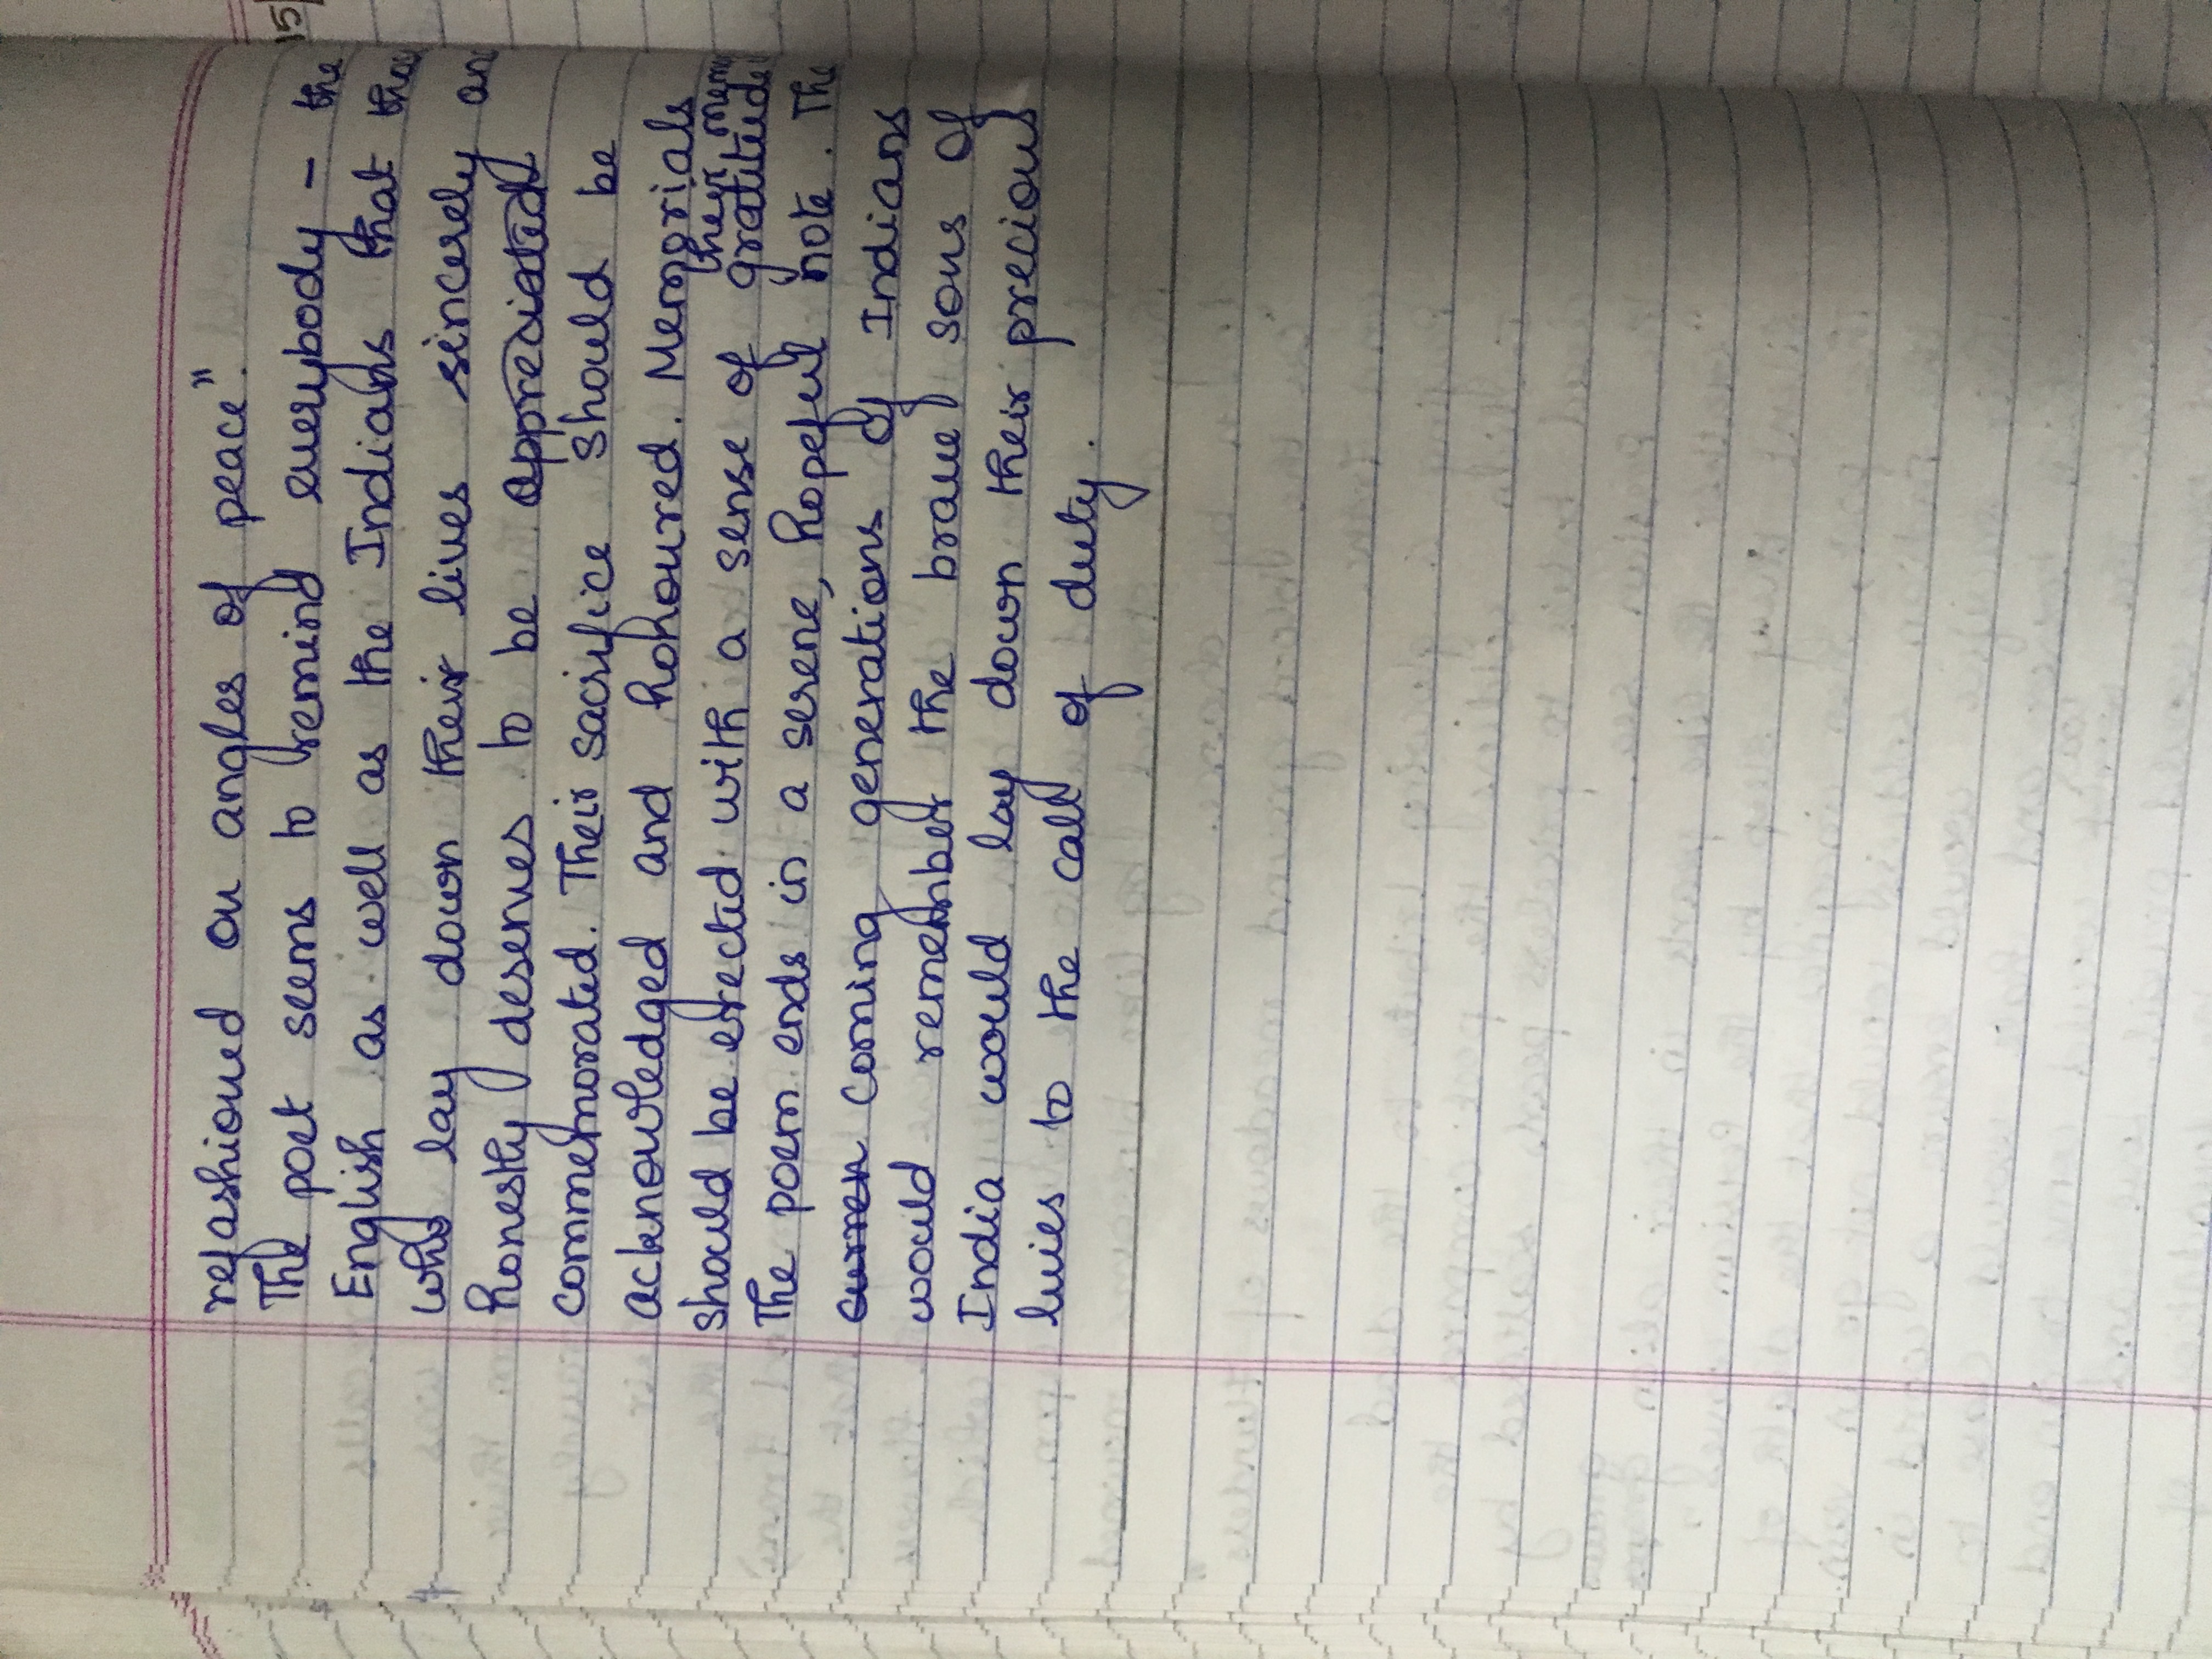 refashioned on angles of peace".
The poet seems to remind everybody - the
English as well as the Indians that
who lay down their lives sincerely and
honestly deserves to be appreciated
commemorated. Their sacrifice should be
acknowledged and honoured. Memorials
their
should be erected with a sense of gratitude
The poem ends in a serene, hopeful note. The
curren coming generations of Indians
would remember the brave sons of
India would lay down their precious
lvies to the call of duty.
15